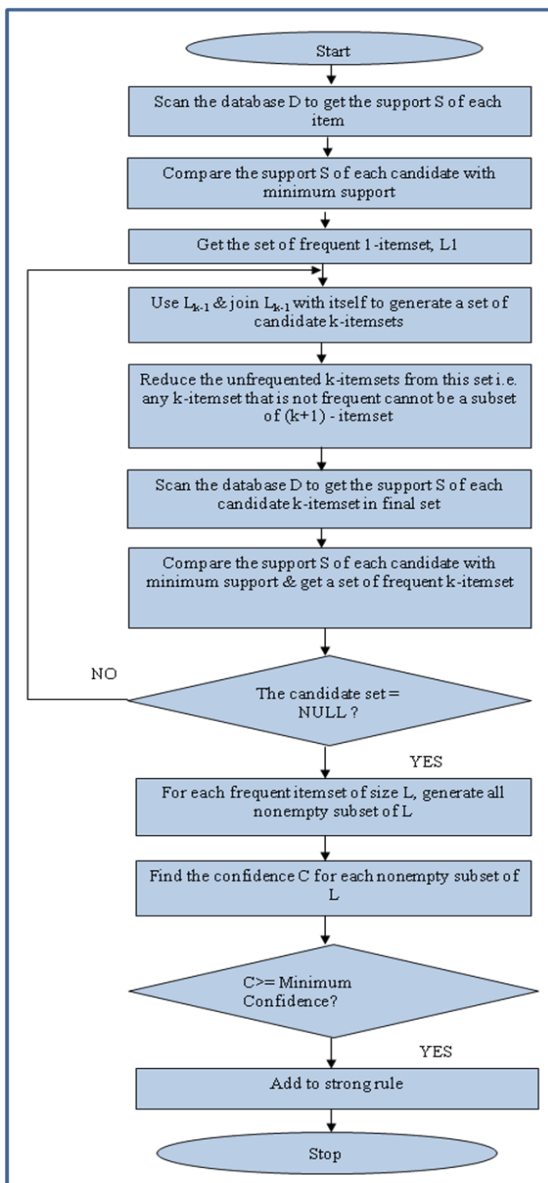 Start
Scan the database D to get the support S of each
item
Compare the support S of each candidate with
minimum support
Get the set of frequent 1-itemset, L1
Use Lk-1 & join Lk-1 with itself to generate a set of
candidate k-itemsets
Reduce the unfrequented k-itemsets from this set i.e.
any k-itemset that is not frequent cannot be a subset
of (k+1) - itemset
Scan the database D to get the support S of each
candidate k-itemset in final set
Compare the support S of each candidate with
minimum support & get a set of frequent k-itemset
NO
The candidate set =
NULL ?
YES
For each frequent itemset of size L, generate all
nonempty subset of L
Find the confidence C for each nonempty subset of
L
C>= Minimum
Confidence?
YES
Add to strong rule
Stop